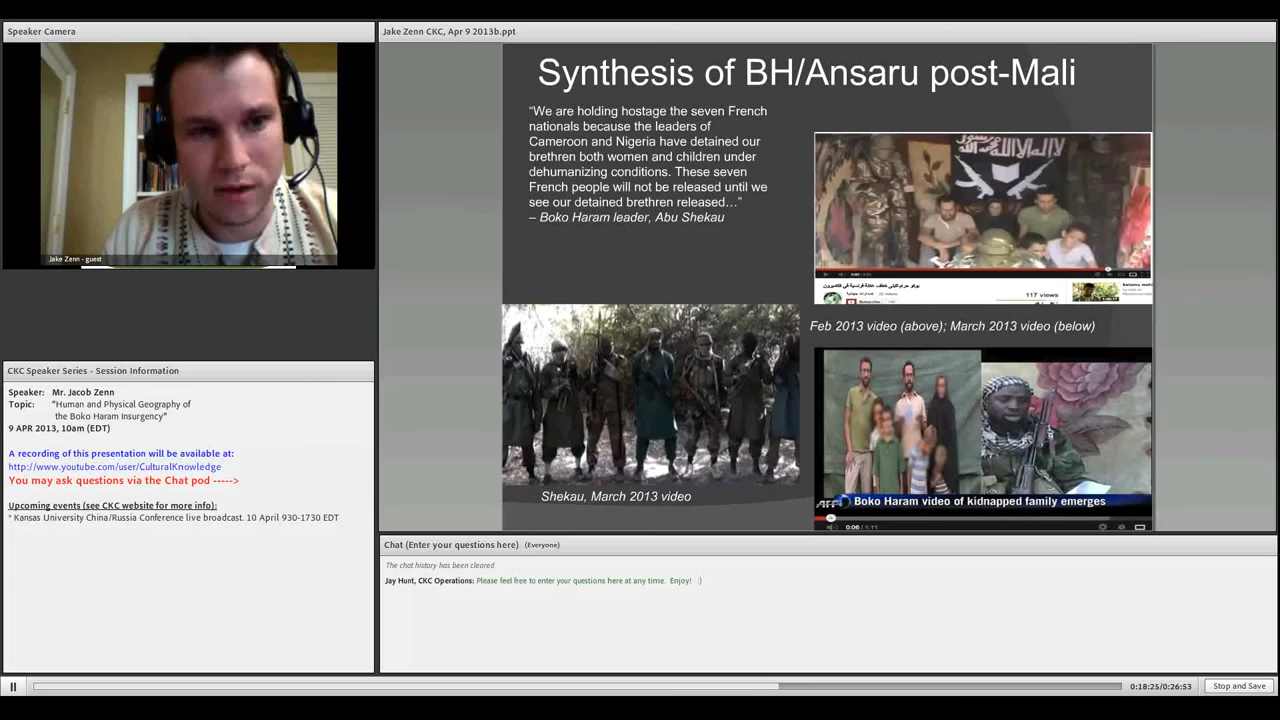 Speaker Camera
Jake Zenn - guest
CKC Speaker Series - Session Information
Speaker: Mr. Jacob Zenn
Topic: "Human and Physical Geography of
the Boko Haram Insurgency"
9 APR 2013, 10am (EDT)
A recording of this presentation will be available at:
http://www.youtube.com/user/CulturalKnowledge
You may ask questions via the Chat pod ----->
Upcoming events (see CKC website for more info):
* Kansas University China/Russia Conference live broadcast. 10 April 930-1730 EDT
Jake Zenn CKC, Apr 9 2013b.ppt
Synthesis of BH/Ansaru post-Mali
“We are holding hostage the seven French
nationals because the leaders of
Cameroon and Nigeria have detained our
brethren both women and children under
dehumanizing conditions. These seven
French people will not be released until we
see our detained brethren released…”
– Boko Haram leader, Abu Shekau
117 views
Feb 2013 video (above); March 2013 video (below)
Shekau, March 2013 video
AFP
Boko Haram video of kidnapped family emerges
0:06 / 1:11
Chat (Enter your questions here) (Everyone)
The chat history has been cleared
Jay Hunt, CKC Operations: Please feel free to enter your questions here at any time. Enjoy! :)
0:18:25/0:26:53
Stop and Save